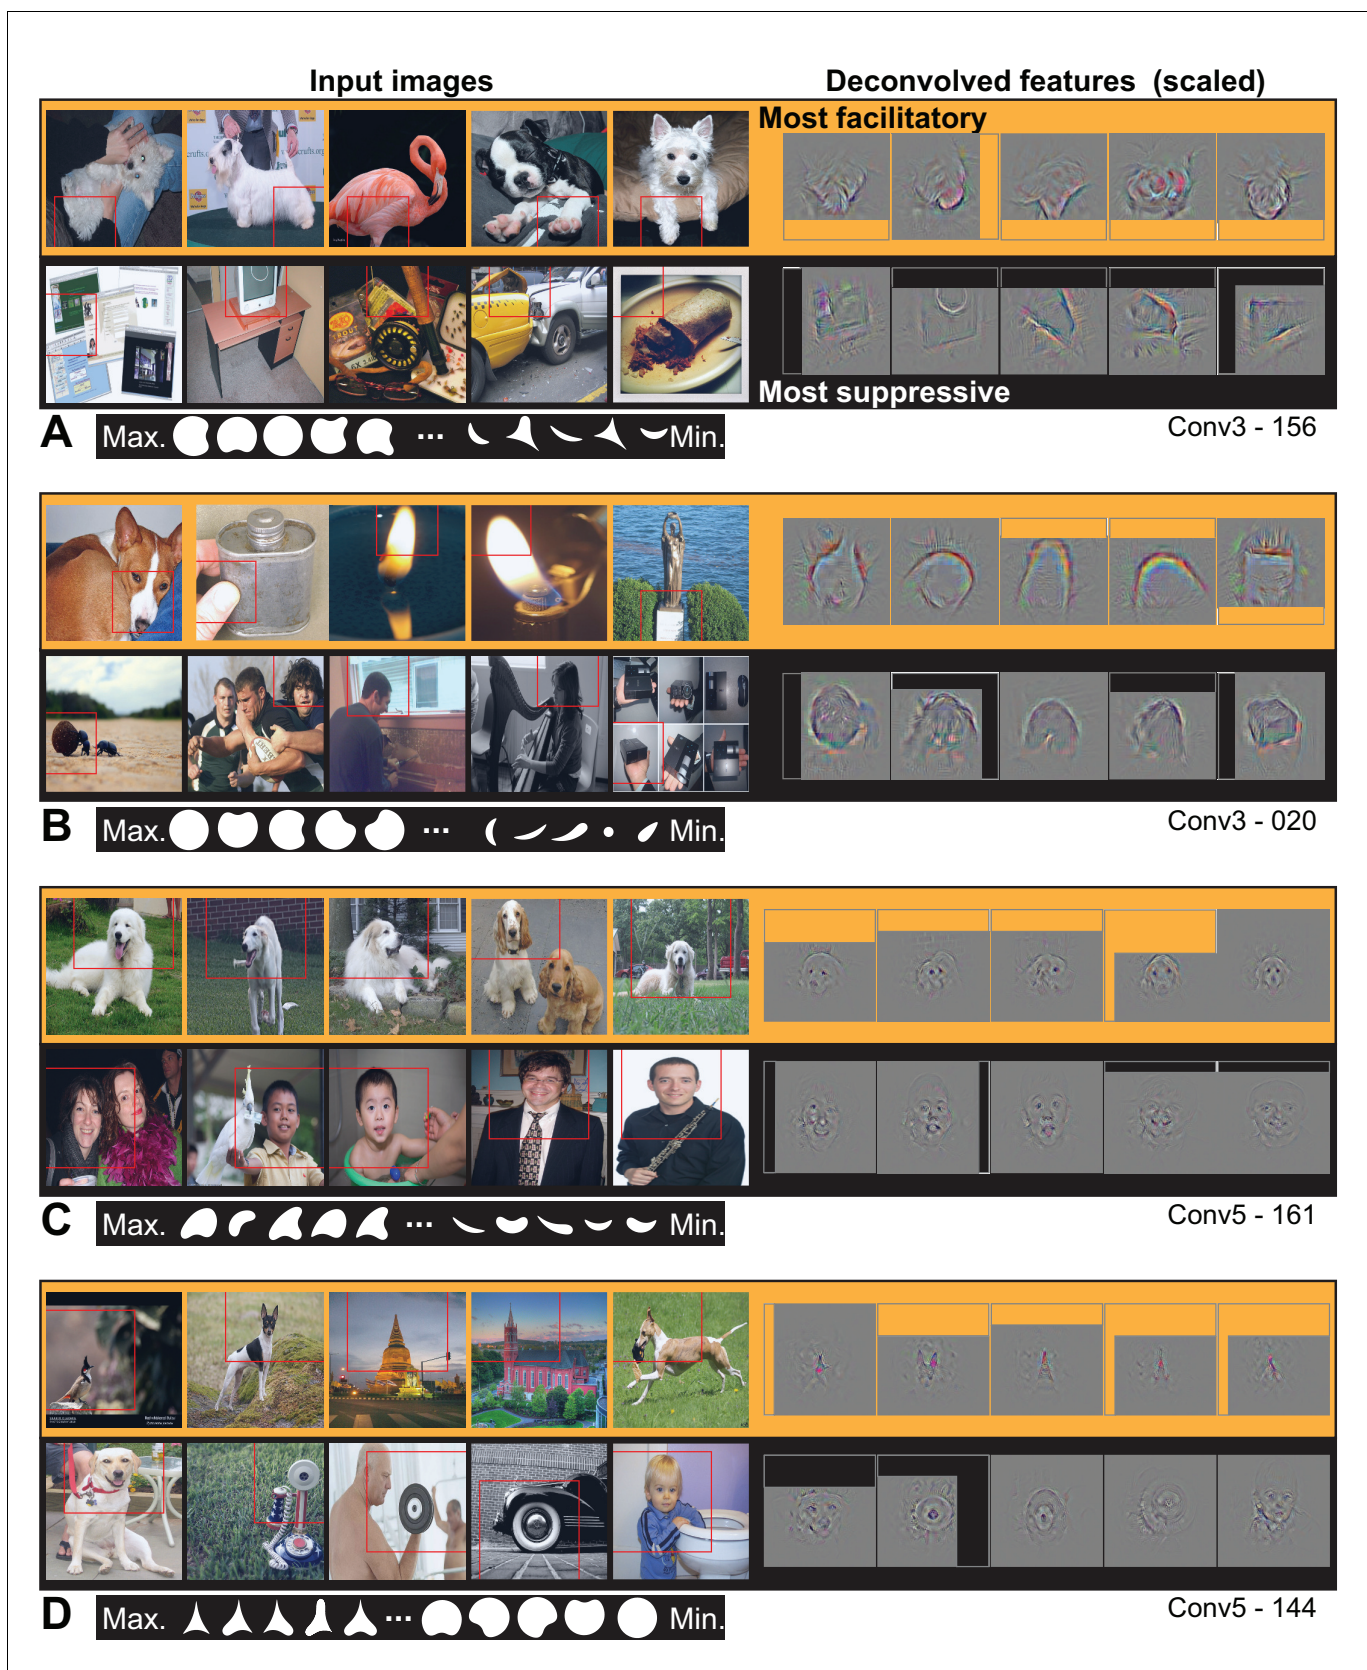 Input images
Deconvolved features (scaled)
Most facilitatory
Most suppressive
A
Max.
...
Min.
Conv3 - 156
B
Max.
...
Min.
Conv3 - 020
C
Max.
...
Min.
Conv5 - 161
D
Max.
...
Min.
Conv5 - 144